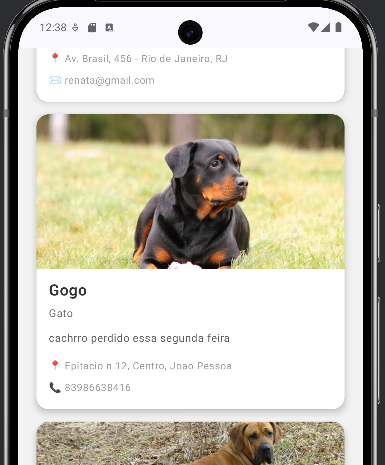 12:38
Av. Brasil, 456 - Rio de Janeiro, RJ
renata@gmail.com
Gogo
Gato
cachrro perdido essa segunda feira
Epitacio n 12, Centro, Joao Pessoa
83986638416